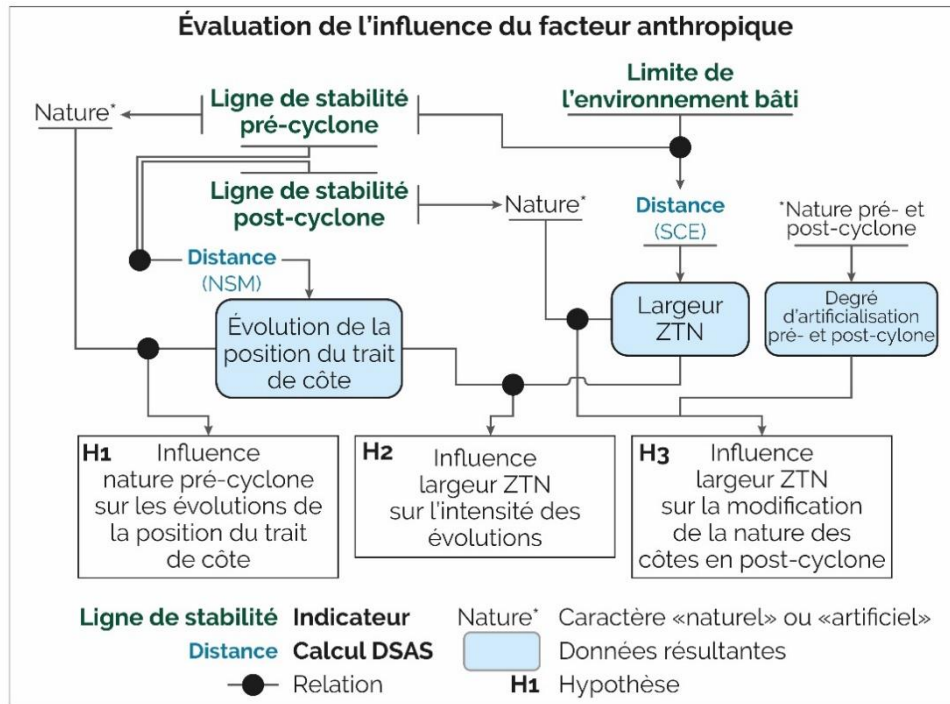 Évaluation de l'influence du facteur anthropique
Limite de
l'environnement bâti
Nature*
Ligne de stabilité
pré-cyclone
Ligne de stabilité
post-cyclone
Nature*
Distance
(SCE)
*Nature pré- et
post-cyclone
Distance
(NSM)
Évolution de la
position du trait
de côte
Largeur
ZTN
Degré
d'artificialisation
pré- et post-cylone
H1 Influence
nature pré-cyclone
sur les évolutions de
la position du trait
de côte
H2 Influence
largeur ZTN
sur l'intensité des
évolutions
H3 Influence
largeur ZTN
sur la modification
de la nature des
côtes en post-cyclone
Ligne de stabilité Indicateur
Distance Calcul DSAS
Relation
Nature* Caractère «naturel» ou «artificiel»
Données résultantes
H1 Hypothèse